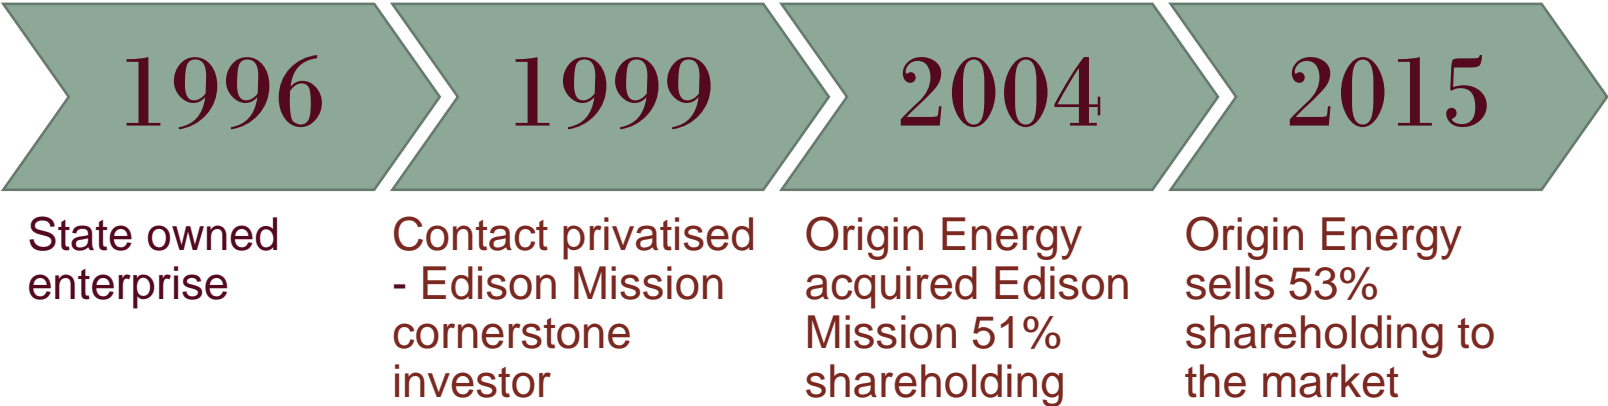 1996
1999
2004
2015
State owned
enterprise
Contact privatised
- Edison Mission
cornerstone
investor
Origin Energy
acquired Edison
Mission 51%
shareholding
Origin Energy
sells 53%
shareholding to
the market